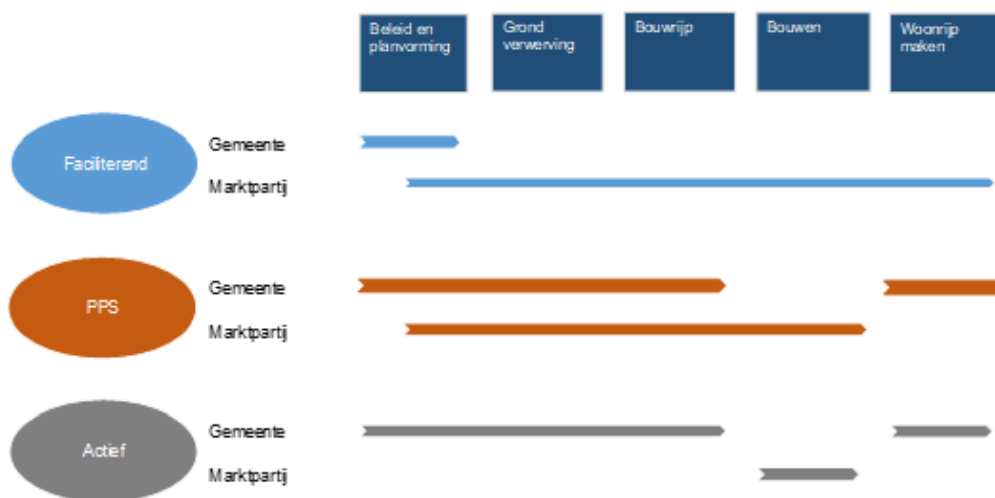 Beleid en
planvorming
Grond
verwerving
Bouwrijp
Bouwen
Woonrijp
maken
Faciliterend
Gemeente
Marktpartij
PPS
Gemeente
Marktpartij
Actief
Gemeente
Marktpartij